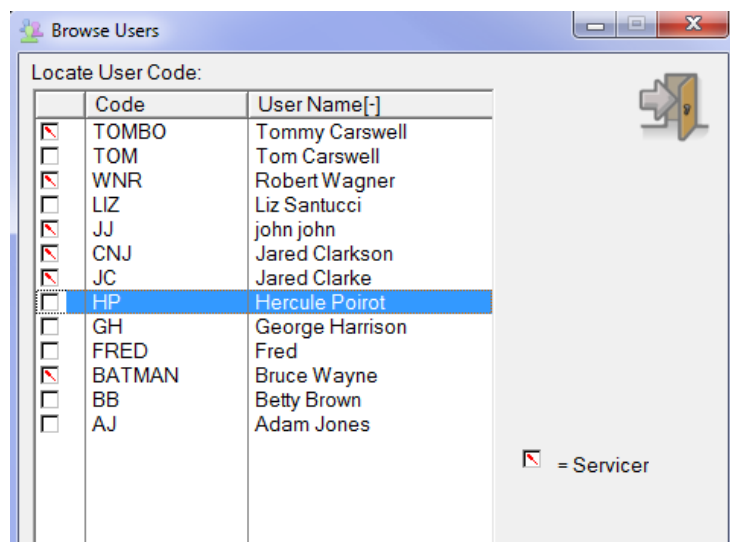 Browse Users
Locate User Code:
Code User Name[-]
TOMBO Tommy Carswell
TOM Tom Carswell
WNR Robert Wagner
LIZ Liz Santucci
JJ john john
CNJ Jared Clarkson
JC Jared Clarke
HP Hercule Poirot
GH George Harrison
FRED Fred
BATMAN Bruce Wayne
BB Betty Brown
AJ Adam Jones
= Servicer